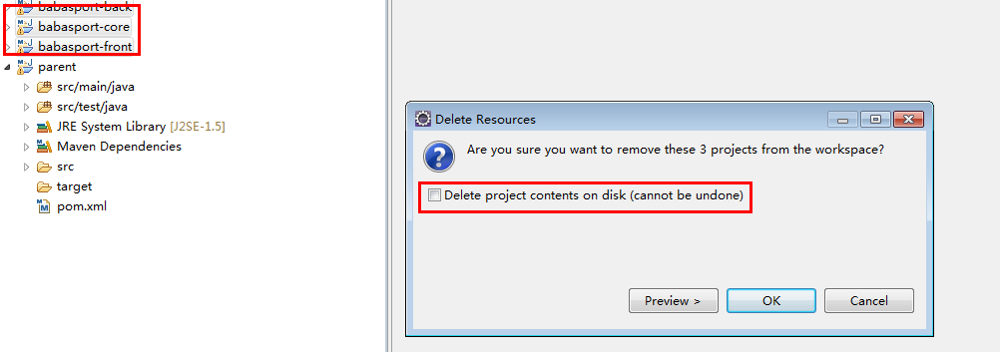 babasport-back
babasport-core
babasport-front
parent
src/main/java
src/test/java
JRE System Library [J2SE-1.5]
Maven Dependencies
src
target
pom.xml
Delete Resources
Are you sure you want to remove these 3 projects from the workspace?
Delete project contents on disk (cannot be undone)
Preview >
OK
Cancel